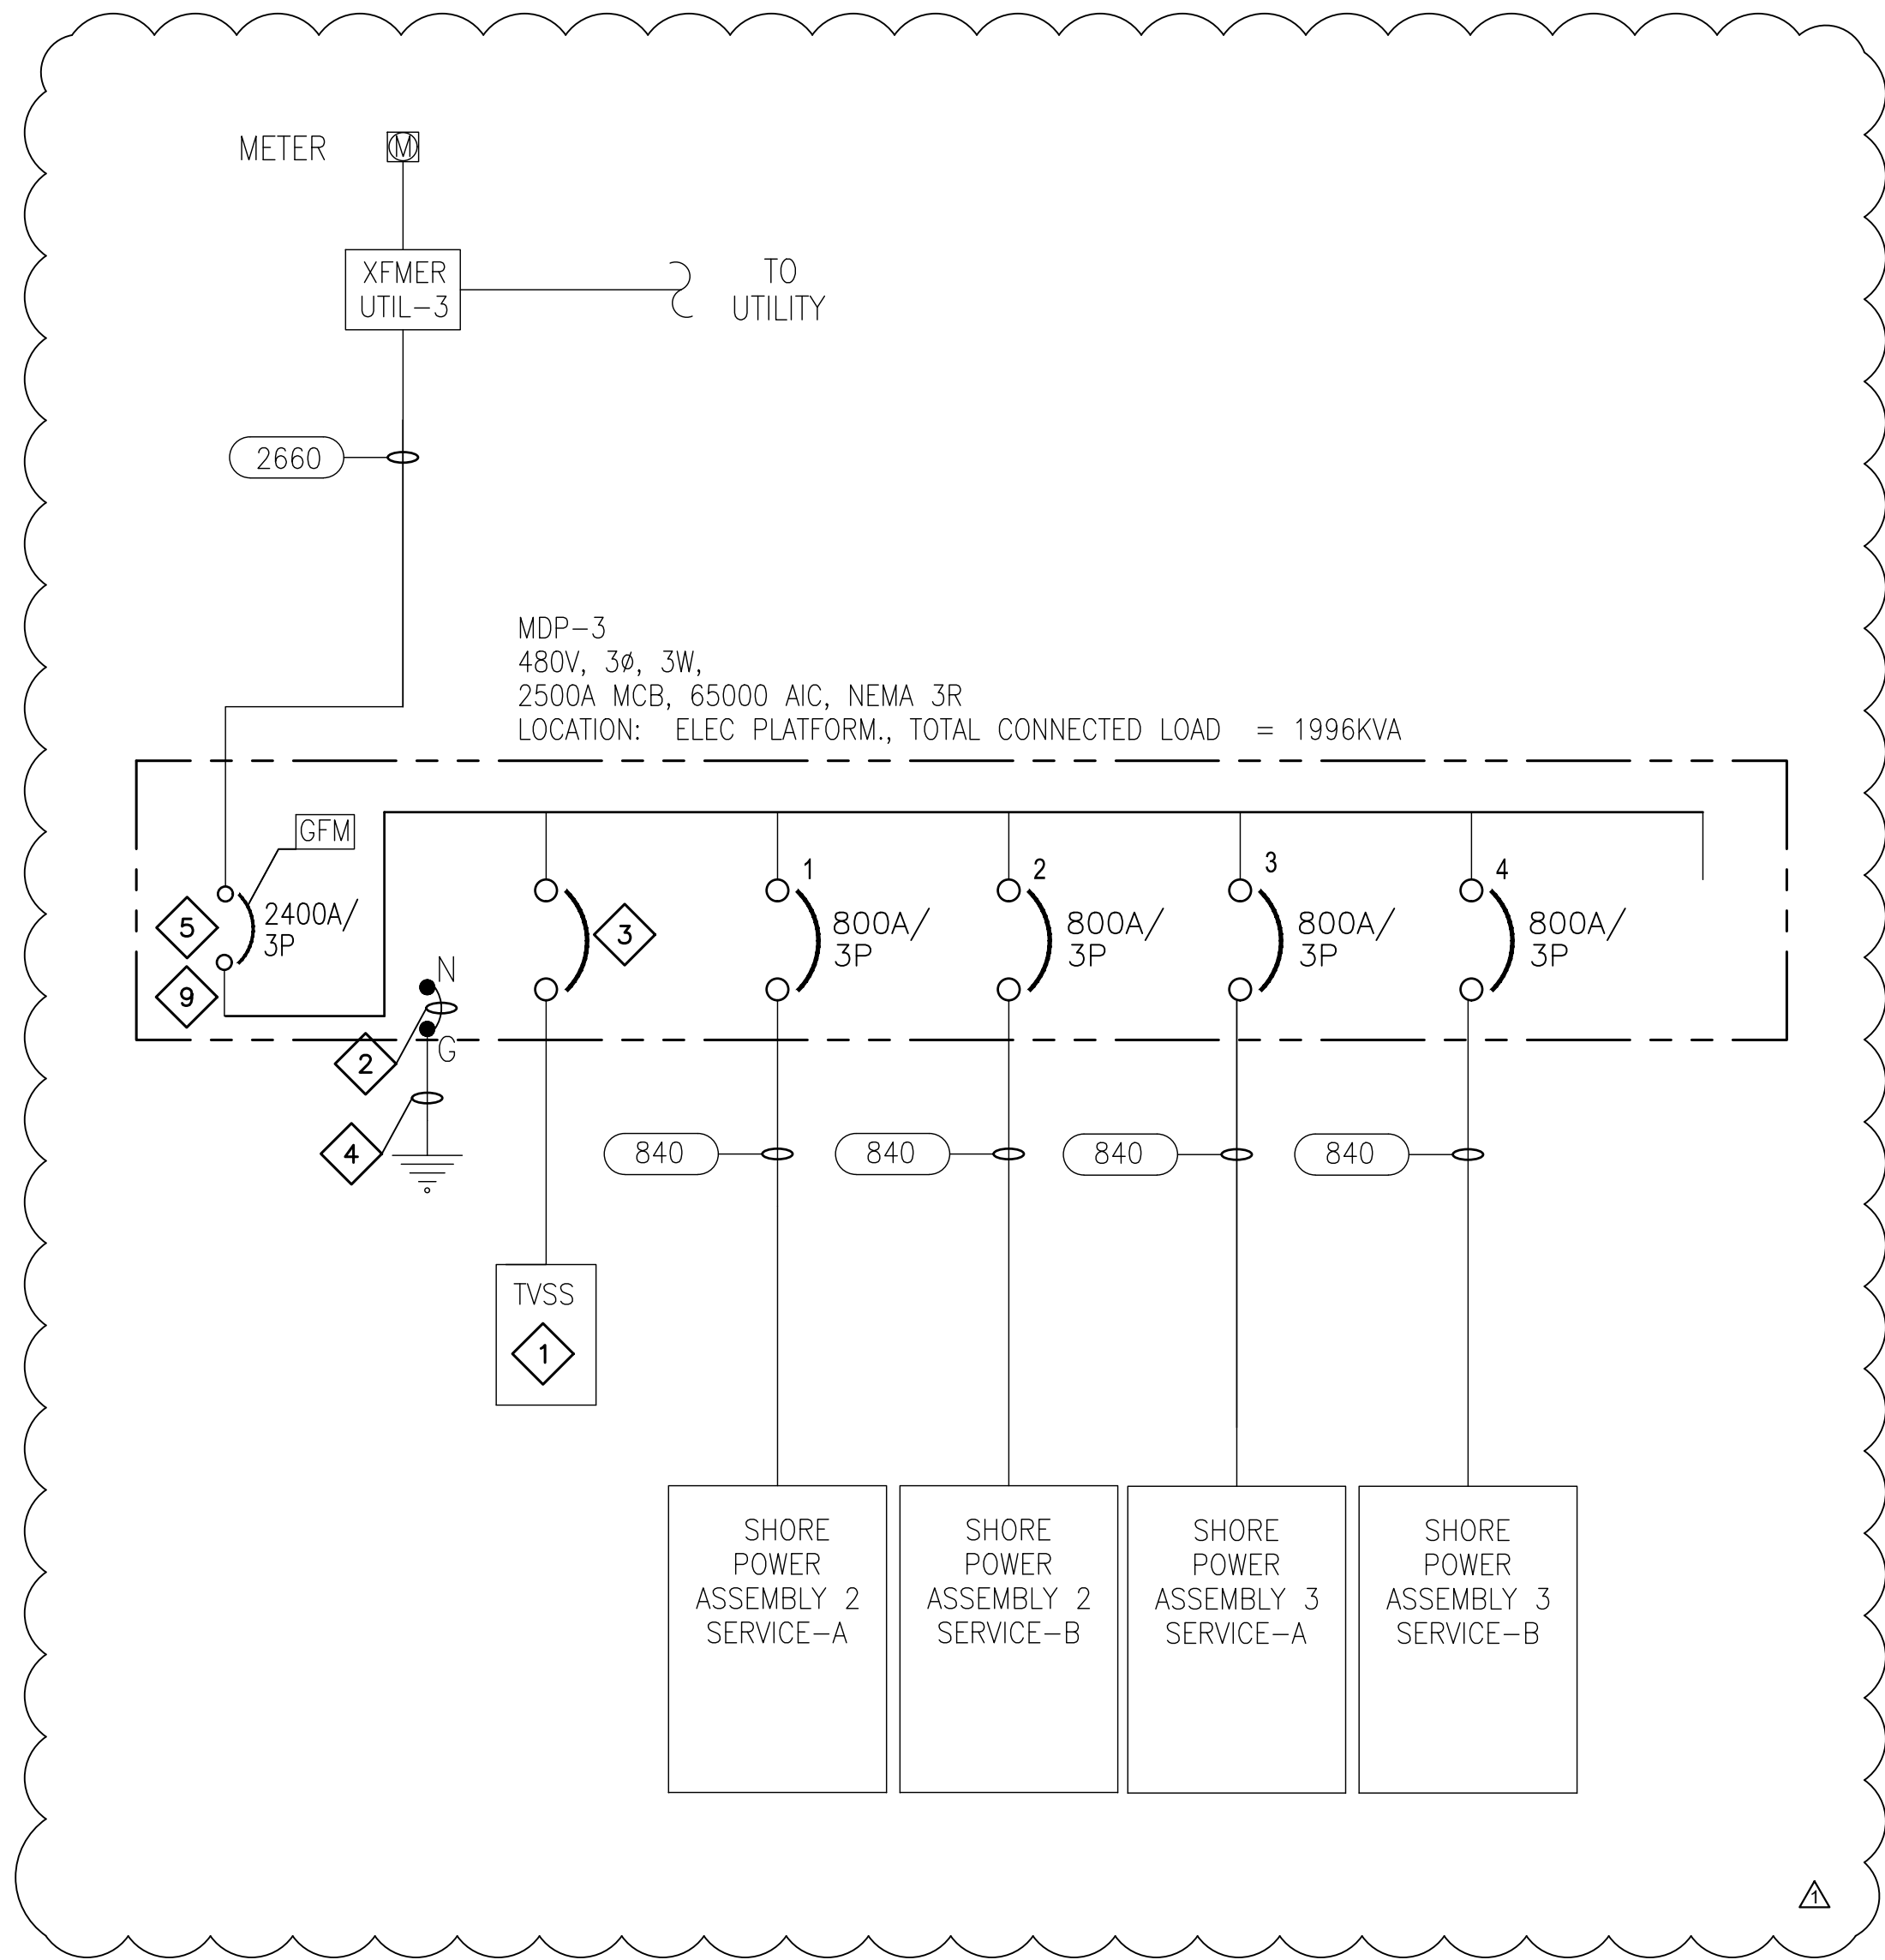 METER
M
XFMER
UTIL-3
TO
UTILITY
2660
MDP-3
480V, 3ø, 3W,
2500A MCB, 65000 AIC, NEMA 3R
LOCATION: ELEC PLATFORM., TOTAL CONNECTED LOAD = 1996KVA
GFM
5
2400A/
3P
9
N
G
2
4
3
1
800A/
3P
2
800A/
3P
3
800A/
3P
4
800A/
3P
840
840
840
840
TVSS
1
SHORE
POWER
ASSEMBLY 2
SERVICE-A
SHORE
POWER
ASSEMBLY 2
SERVICE-B
SHORE
POWER
ASSEMBLY 3
SERVICE-A
SHORE
POWER
ASSEMBLY 3
SERVICE-B
1